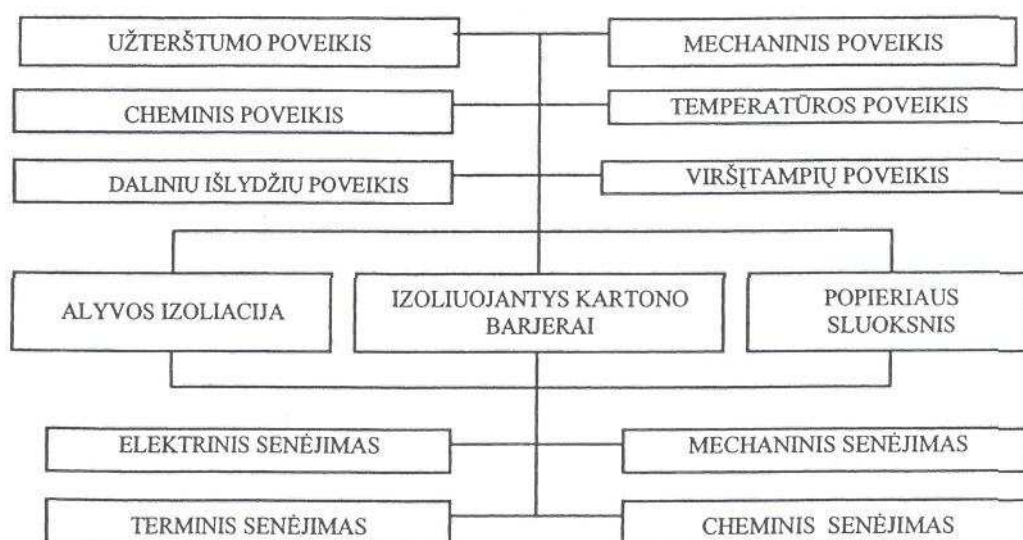 UŽTERŠTUMO POVEIKIS
MECHANINIS POVEIKIS
CHEMINIS POVEIKIS
TEMPERATŪROS POVEIKIS
DALINIU IŠLYDŽIŲ POVEIKIS
VIRŠĮTAMPIŲ POVEIKIS
ALYVOS IZOLIACIJA
IZOLIUOJANTYS KARTONO
BARJERAI
POPIERIAUS
SLUOKSNIS
ELEKTRINIS SENĖJIMAS
MECHANINIS SENĖJIMAS
TERMINIS SENĖJIMAS
CHEMINIS SENĖJIMAS